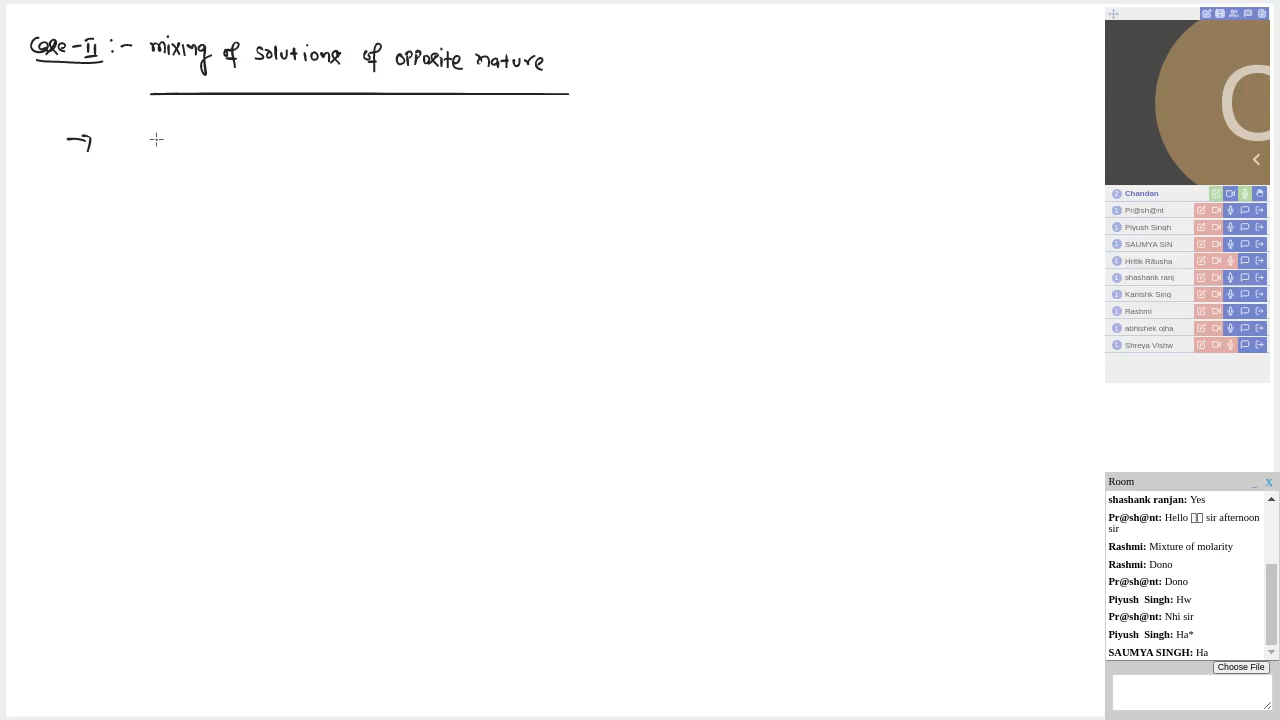 Case-II :- mixing of solutions of opposite nature
→
C
Chandan
Pr@sh@nt
Piyush Singh
SAUMYA SIN
Hritik Räusha
shashank ranj
Kanishk Sing
Rashmi
abhishek ojha
Shreya Vishw
Room _ X
shashank ranjan: Yes
Pr@sh@nt: Hello sir afternoon
sir
Rashmi: Mixture of molarity
Rashmi: Dono
Pr@sh@nt: Dono
Piyush Singh: Hw
Pr@sh@nt: Nhi sir
Piyush Singh: Ha*
SAUMYA SINGH: Ha
Choose File